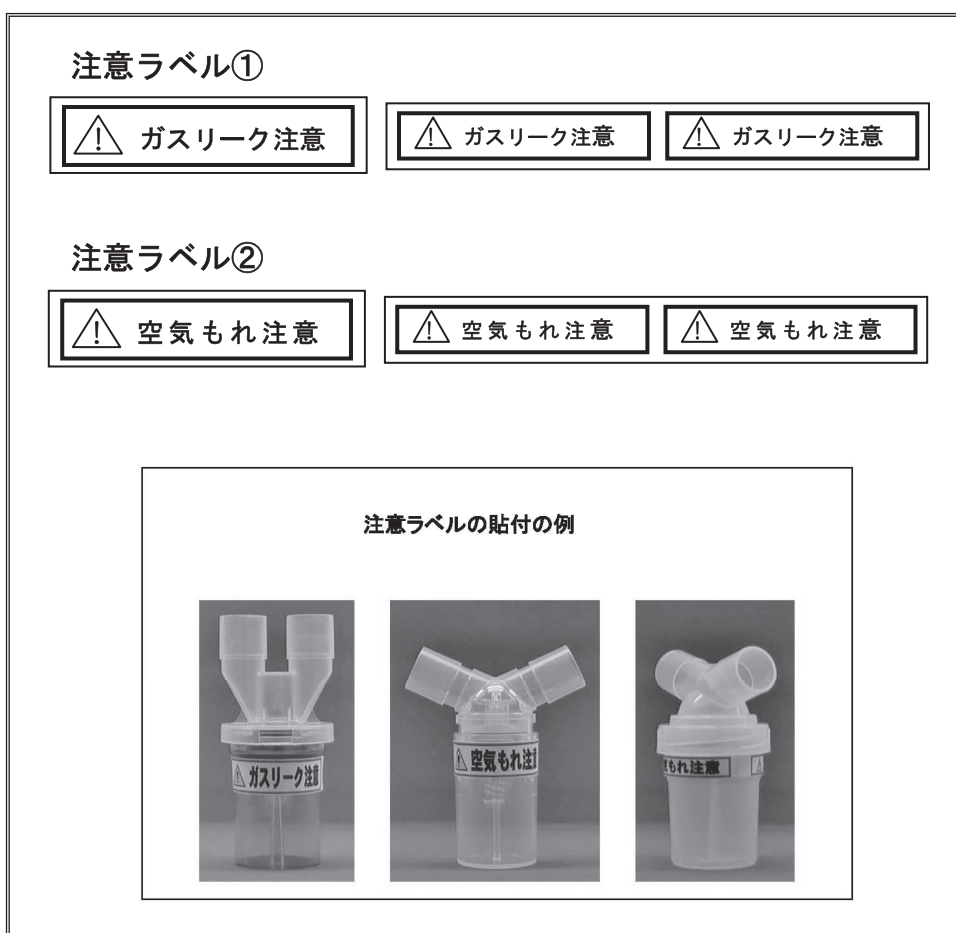 注意ラベル①
⚠ ガスリーク注意
⚠ ガスリーク注意 ⚠ ガスリーク注意
注意ラベル②
⚠ 空気もれ注意
⚠ 空気もれ注意 ⚠ 空気もれ注意
注意ラベルの貼付の例
⚠ ガスリーク注意
⚠ 空気もれ注意
もれ注意 ⚠